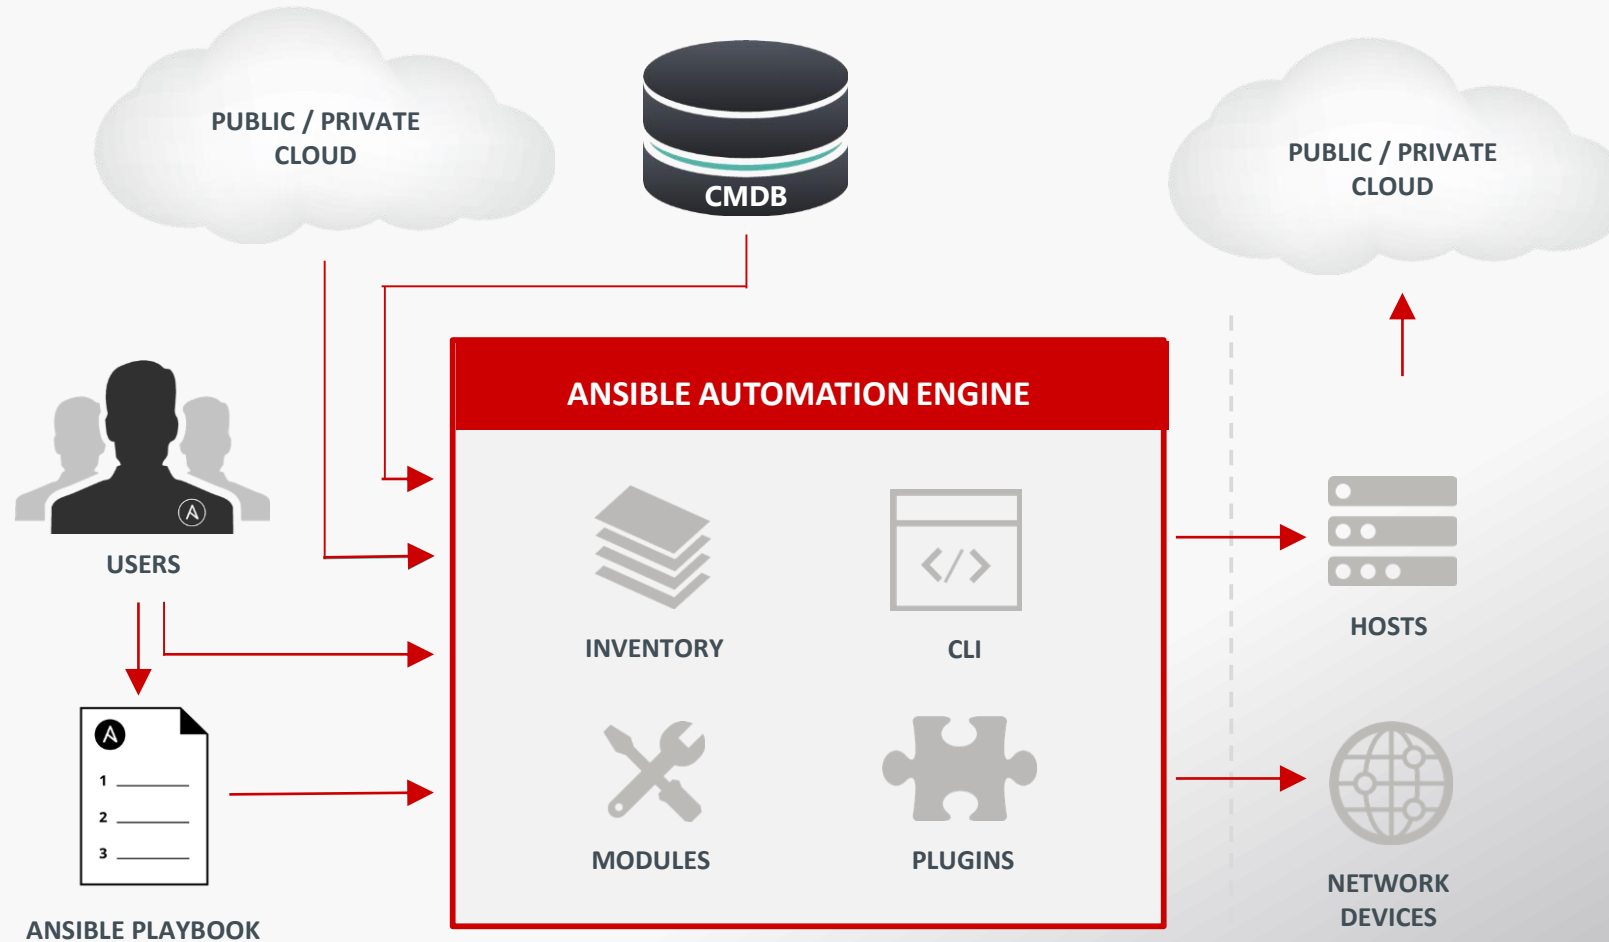 PUBLIC / PRIVATE
CLOUD
CMDB
PUBLIC / PRIVATE
CLOUD
ANSIBLE AUTOMATION ENGINE
USERS
INVENTORY
</>
CLI
HOSTS
1
2
3
MODULES
PLUGINS
NETWORK
DEVICES
ANSIBLE PLAYBOOK